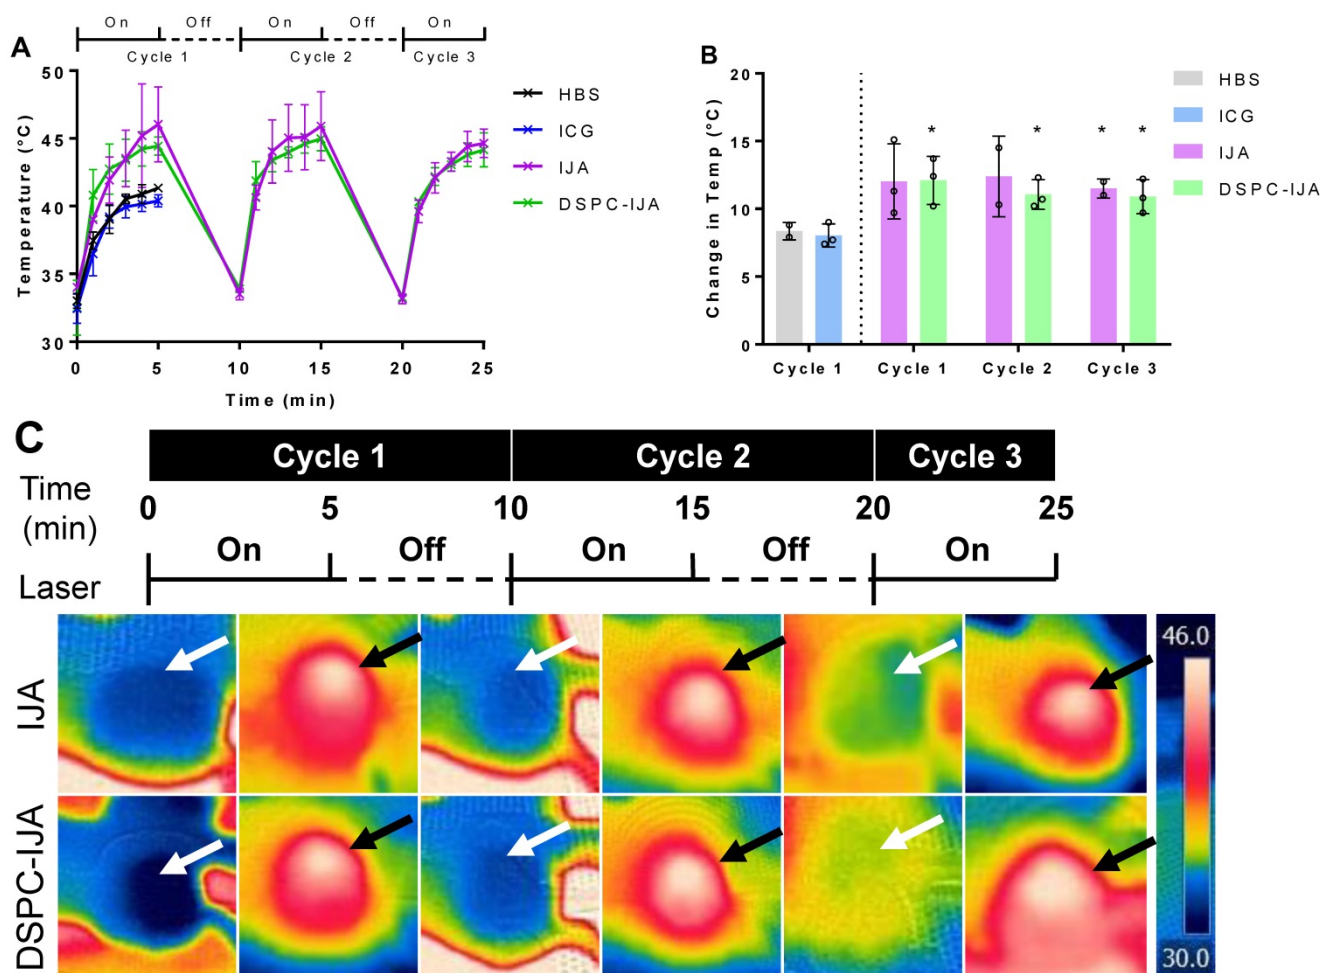 A
On Off On Off On
Cycle 1 Cycle 2 Cycle 3
Temperature (°C)
50
45
40
35
30
0 5 10 15 20 25
Time (min)
HBS
ICG
IJA
DSPC-IJA
B
Change in Temp (°C)
20
15
10
5
0
* * * *
Cycle 1 Cycle 1 Cycle 2 Cycle 3
HBS
ICG
IJA
DSPC-IJA
C
Cycle 1 Cycle 2 Cycle 3
Time (min)
0 5 10 15 20 25
On Off On Off On
Laser
IJA
DSPC-IJA
46.0
30.0